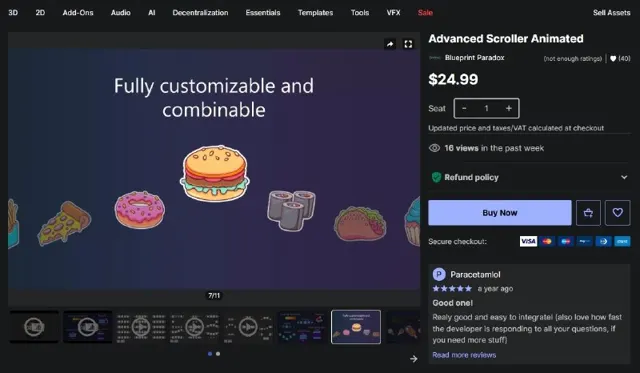 3D 2D Add-Ons Audio AI Decentralization Essentials Templates Tools VFX Sale Sell Assets
Fully customizable and
combinable
7/11
Advanced Scroller Animated
Blueprint Paradox (not enough ratings) (40)
$24.99
Seat - 1 +
Updated price and taxes/VAT calculated at checkout
16 views in the past week
Refund policy
Buy Now
Secure checkout: VISA
P Paracetamiol
a year ago
Good one!
Realy good and easy to integrate! (also love how fast
the developer is responding to all your questions, if
you need more stuff)
Read more reviews